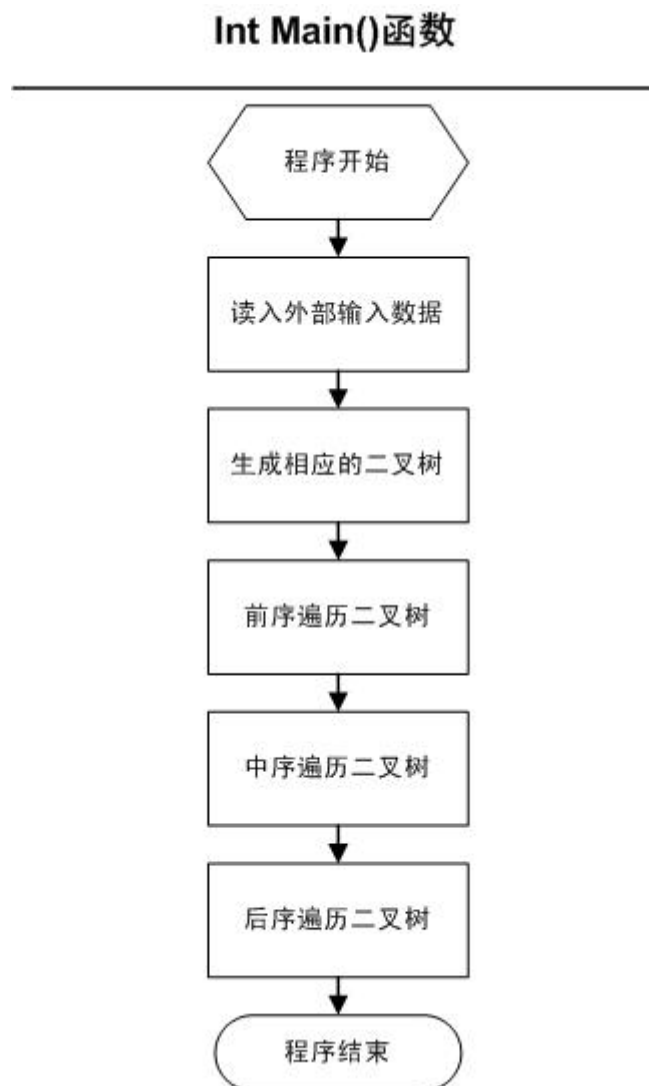 Int Main()函数
程序开始
读入外部输入数据
生成相应的二叉树
前序遍历二叉树
中序遍历二叉树
后序遍历二叉树
程序结束